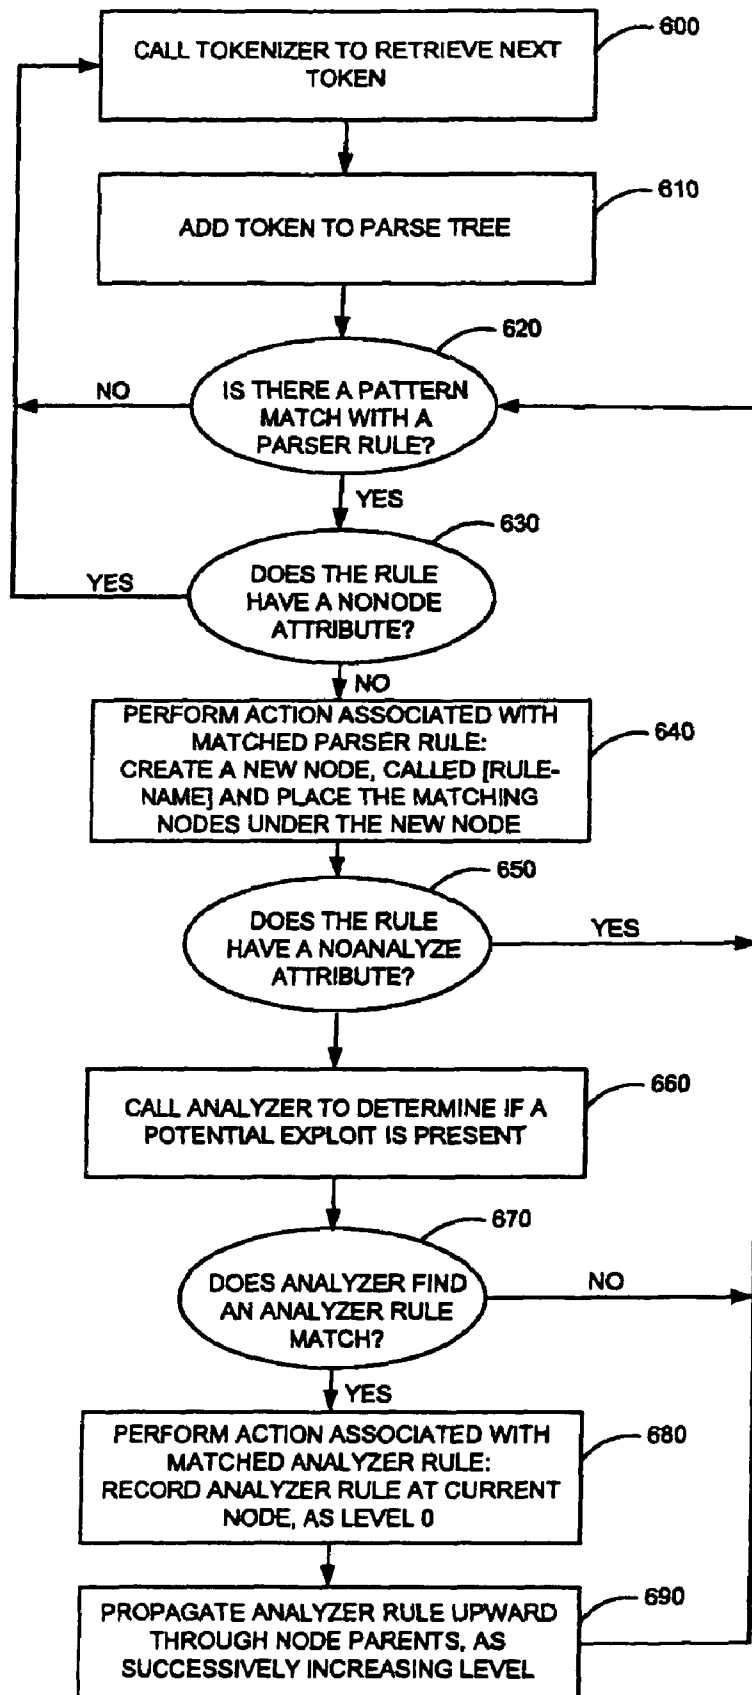 600
CALL TOKENIZER TO RETRIEVE NEXT
TOKEN
610
ADD TOKEN TO PARSE TREE
620
NO
IS THERE A PATTERN
MATCH WITH A
PARSER RULE?
YES
630
YES
DOES THE RULE
HAVE A NONODE
ATTRIBUTE?
NO
PERFORM ACTION ASSOCIATED WITH
MATCHED PARSER RULE:
CREATE A NEW NODE, CALLED [RULE-
NAME] AND PLACE THE MATCHING
NODES UNDER THE NEW NODE
640
650
DOES THE RULE
HAVE A NOANALYZE
ATTRIBUTE?
YES
660
CALL ANALYZER TO DETERMINE IF A
POTENTIAL EXPLOIT IS PRESENT
670
DOES ANALYZER FIND
AN ANALYZER RULE
MATCH?
NO
YES
PERFORM ACTION ASSOCIATED WITH
MATCHED ANALYZER RULE:
RECORD ANALYZER RULE AT CURRENT
NODE, AS LEVEL 0
680
690
PROPAGATE ANALYZER RULE UPWARD
THROUGH NODE PARENTS, AS
SUCCESSIVELY INCREASING LEVEL